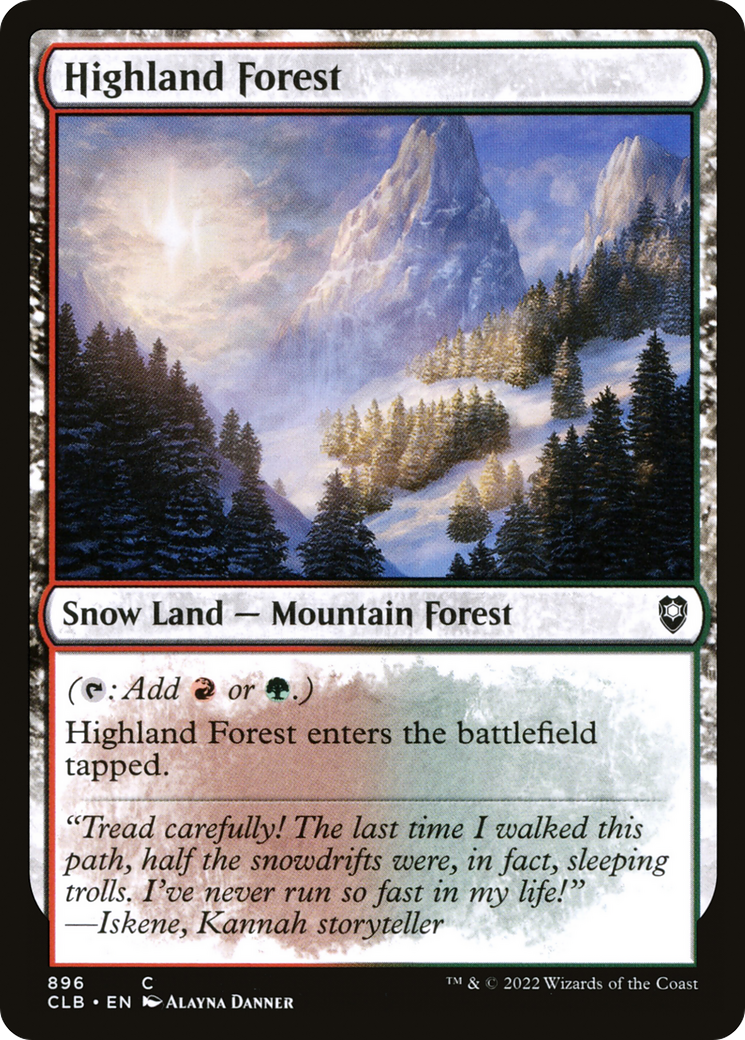 Highland Forest
Snow Land — Mountain Forest
(: Add or .)
Highland Forest enters the battlefield
tapped.
“Tread carefully! The last time I walked this
path, half the snowdrifts were, in fact, sleeping
trolls. I’ve never run so fast in my life!”
—Iskene, Kannah storyteller
896 C
CLB • EN ALAYNA DANNER
™ & © 2022 Wizards of the Coast